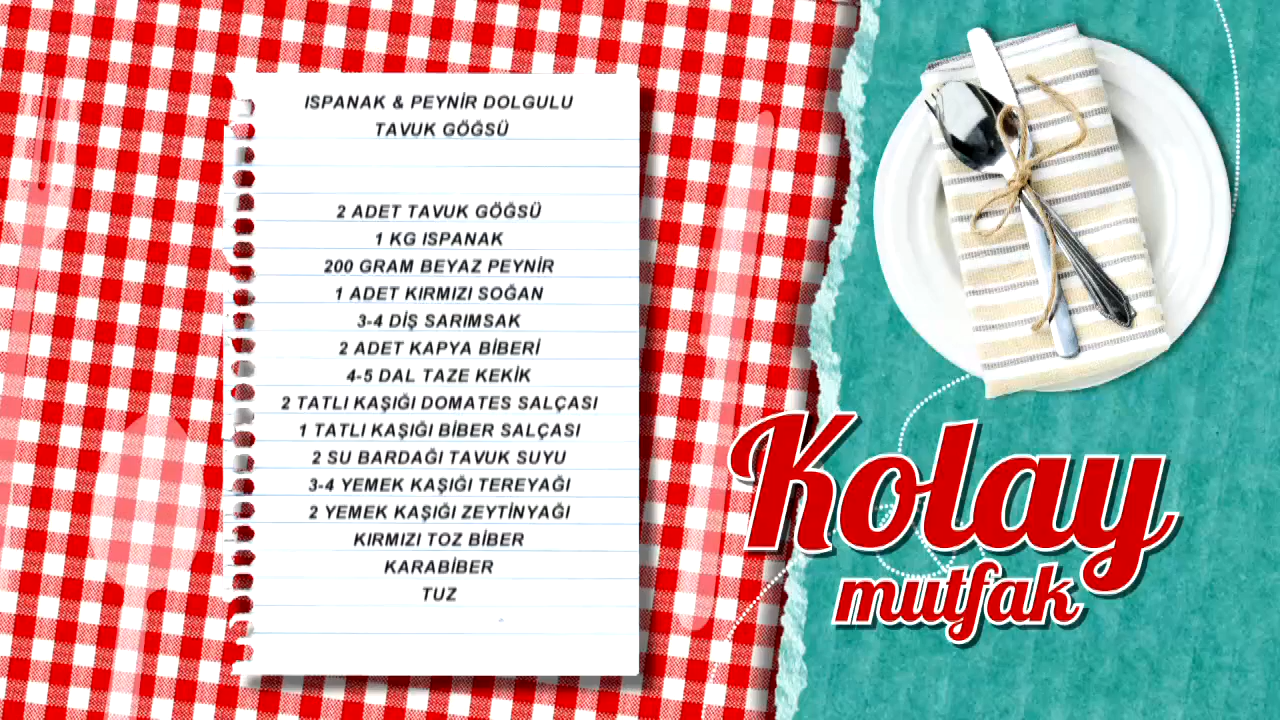 ISPANAK & PEYNİR DOLGULU
TAVUK GÖĞSÜ
2 ADET TAVUK GÖĞSÜ
1 KG ISPANAK
200 GRAM BEYAZ PEYNİR
1 ADET KIRMIZI SOĞAN
3-4 DİŞ SARIMSAK
2 ADET KAPYA BİBERİ
4-5 DAL TAZE KEKİK
2 TATLI KAŞIĞI DOMATES SALÇASI
1 TATLI KAŞIĞI BİBER SALÇASI
2 SU BARDAĞI TAVUK SUYU
3-4 YEMEK KAŞIĞI TEREYAĞI
2 YEMEK KAŞIĞI ZEYTİNYAĞI
KIRMIZI TOZ BİBER
KARABİBER
TUZ
Kolay
mutfak